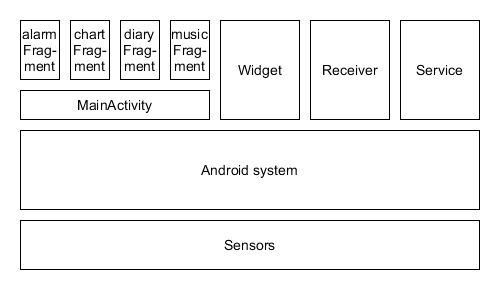 alarm
Frag-
ment
chart
Frag-
ment
diary
Frag-
ment
music
Frag-
ment
Widget
Receiver
Service
MainActivity
Android system
Sensors